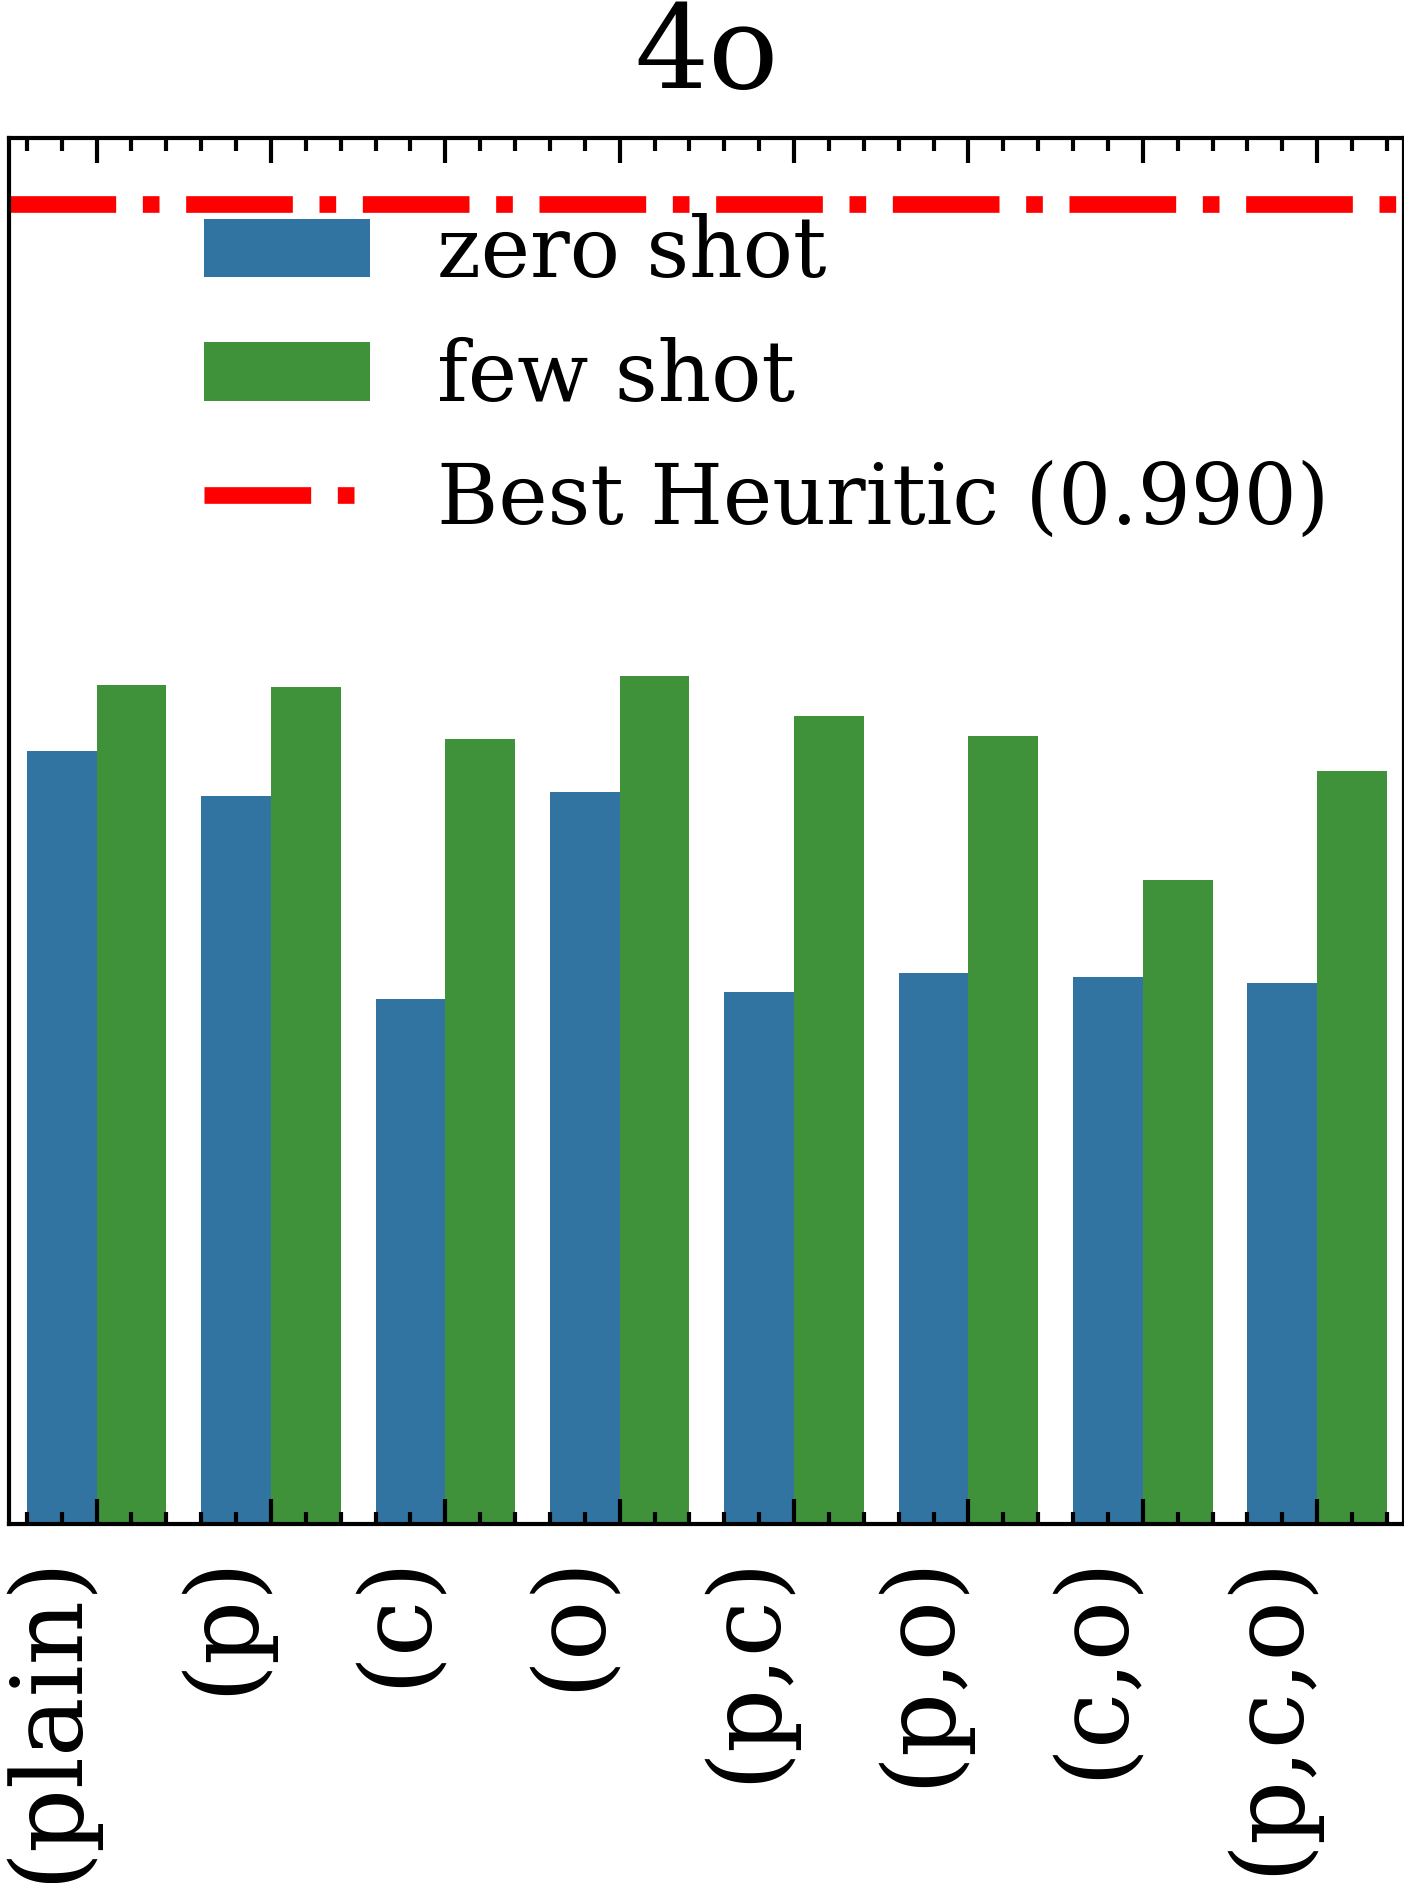 4o
zero shot
few shot
Best Heuritic (0.990)
(plain)
(p)
(c)
(o)
(p,c)
(p,o)
(c,o)
(p,c,o)